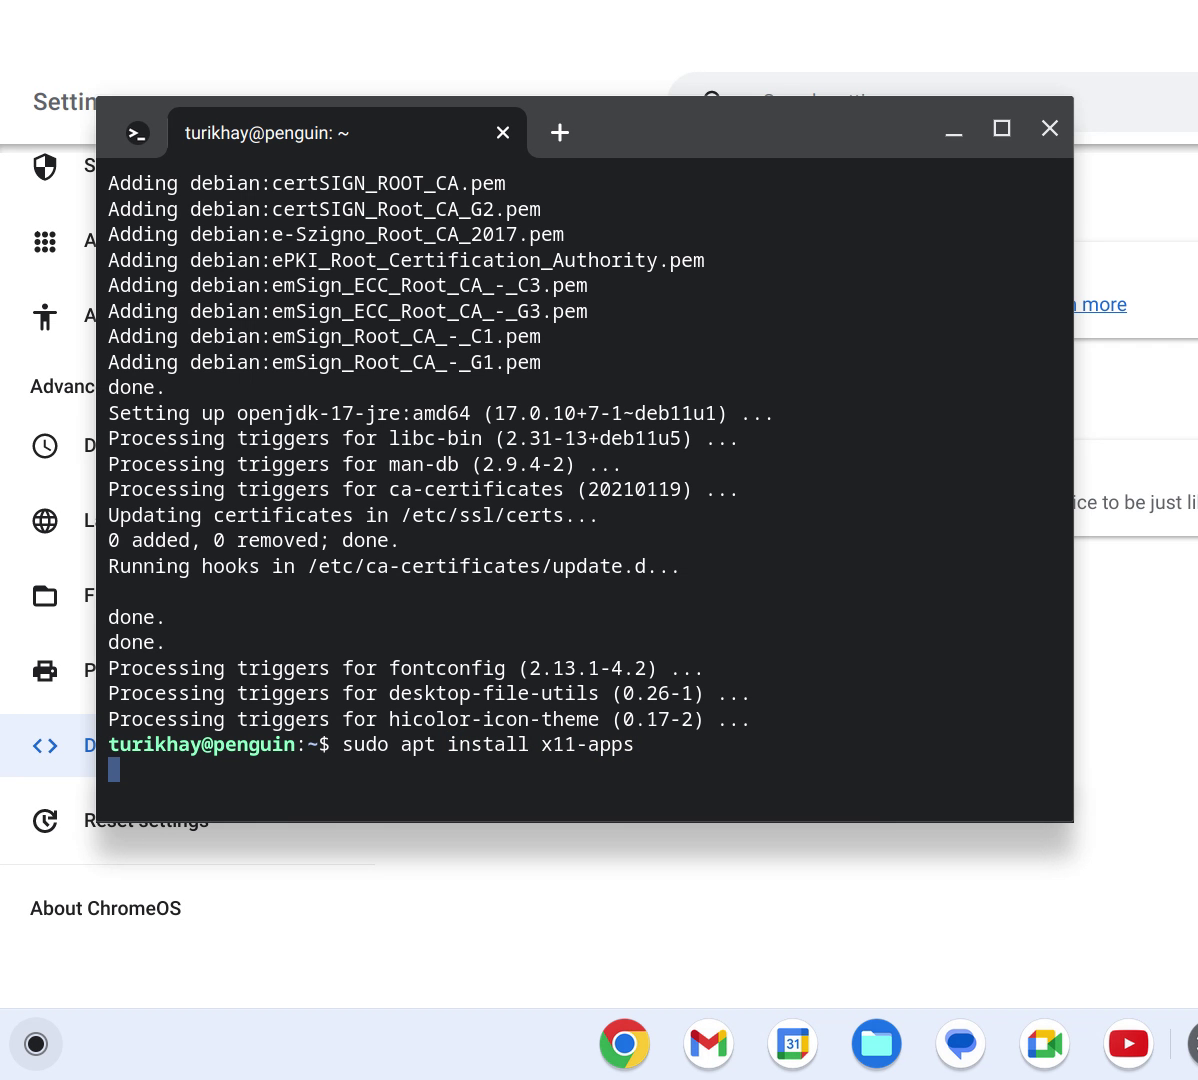 Settin
turikhay@penguin: ~
Adding debian:certSIGN_ROOT_CA.pem
Adding debian:certSIGN_Root_CA_G2.pem
Adding debian:e-Szigno_Root_CA_2017.pem
Adding debian:ePKI_Root_Certification_Authority.pem
Adding debian:emSign_ECC_Root_CA_-_C3.pem
Adding debian:emSign_ECC_Root_CA_-_G3.pem
Adding debian:emSign_Root_CA_-_C1.pem
Adding debian:emSign_Root_CA_-_G1.pem
done.
Setting up openjdk-17-jre:amd64 (17.0.10+7-1~deb11u1) ...
Processing triggers for libc-bin (2.31-13+deb11u5) ...
Processing triggers for man-db (2.9.4-2) ...
Processing triggers for ca-certificates (20210119) ...
Updating certificates in /etc/ssl/certs...
0 added, 0 removed; done.
Running hooks in /etc/ca-certificates/update.d...
done.
done.
Processing triggers for fontconfig (2.13.1-4.2) ...
Processing triggers for desktop-file-utils (0.26-1) ...
Processing triggers for hicolor-icon-theme (0.17-2) ...
turikhay@penguin:~$ sudo apt install x11-apps
S
A
A
Advanc
D
L
F
P
D
Reset settings
About ChromeOS
more
ice to be just li
31